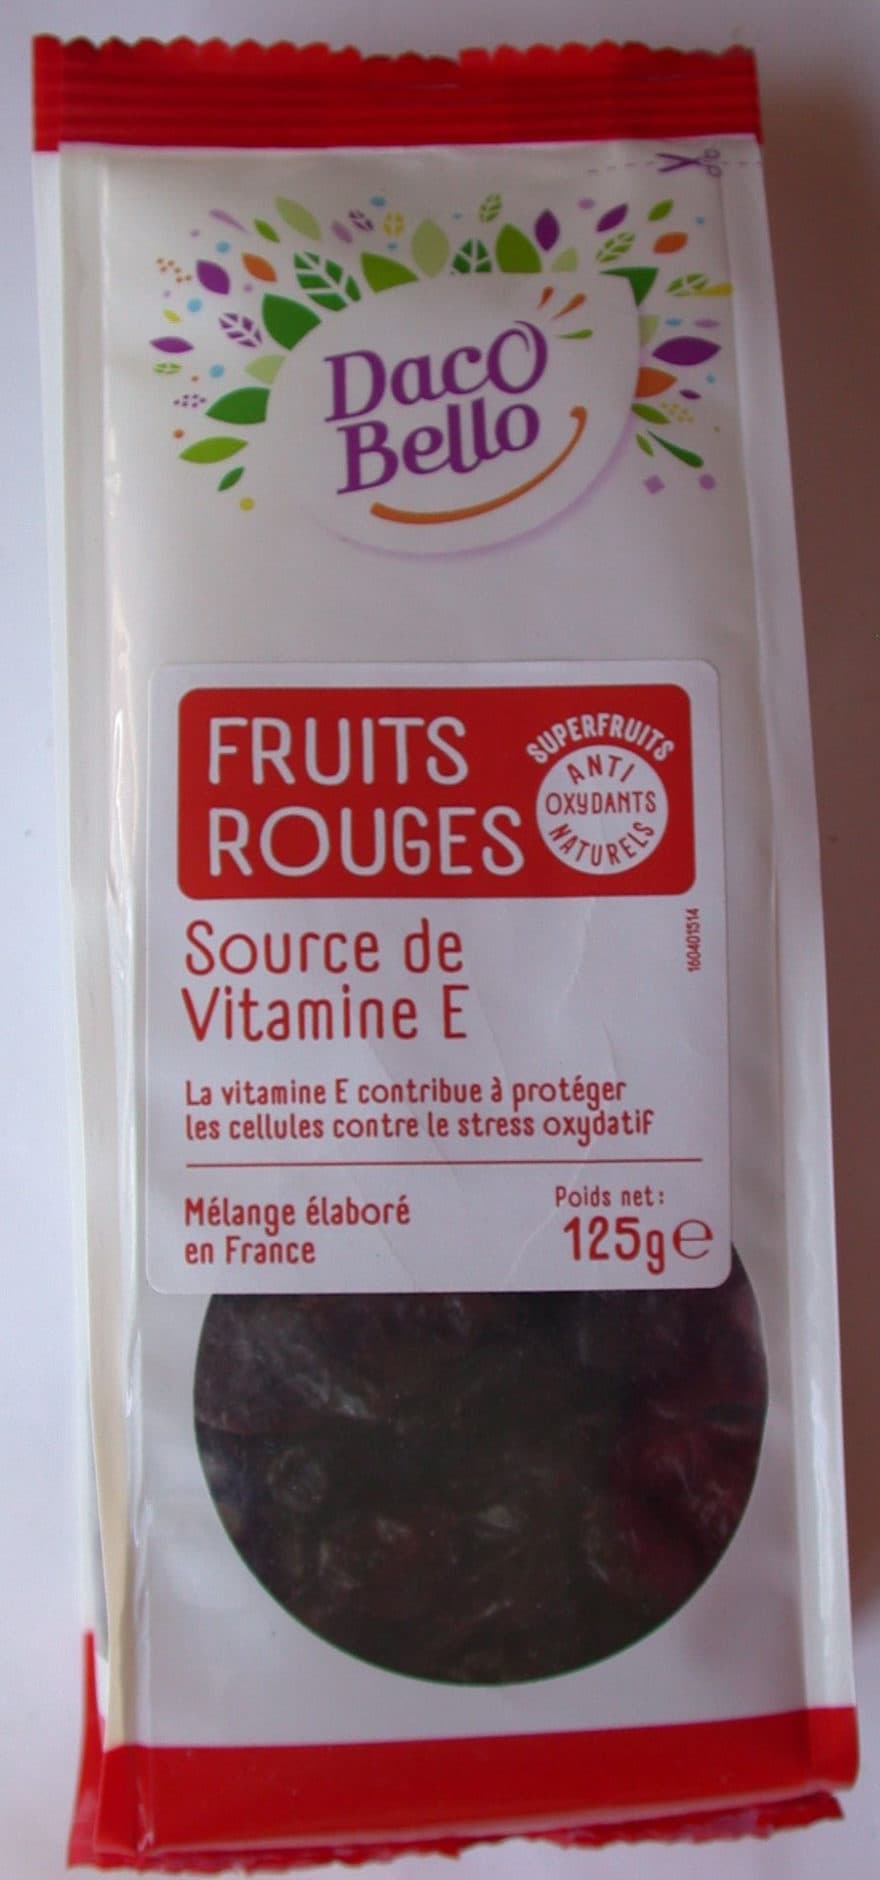 Daco
Bello
FRUITS
ROUGES
SUPERFRUITS
ANTI
OXYDANTS
NATURELS
Source de
Vitamine E
160401514
La vitamine E contribue à protéger
les cellules contre le stress oxydatif
Mélange élaboré
en France
Poids net:
125g℮